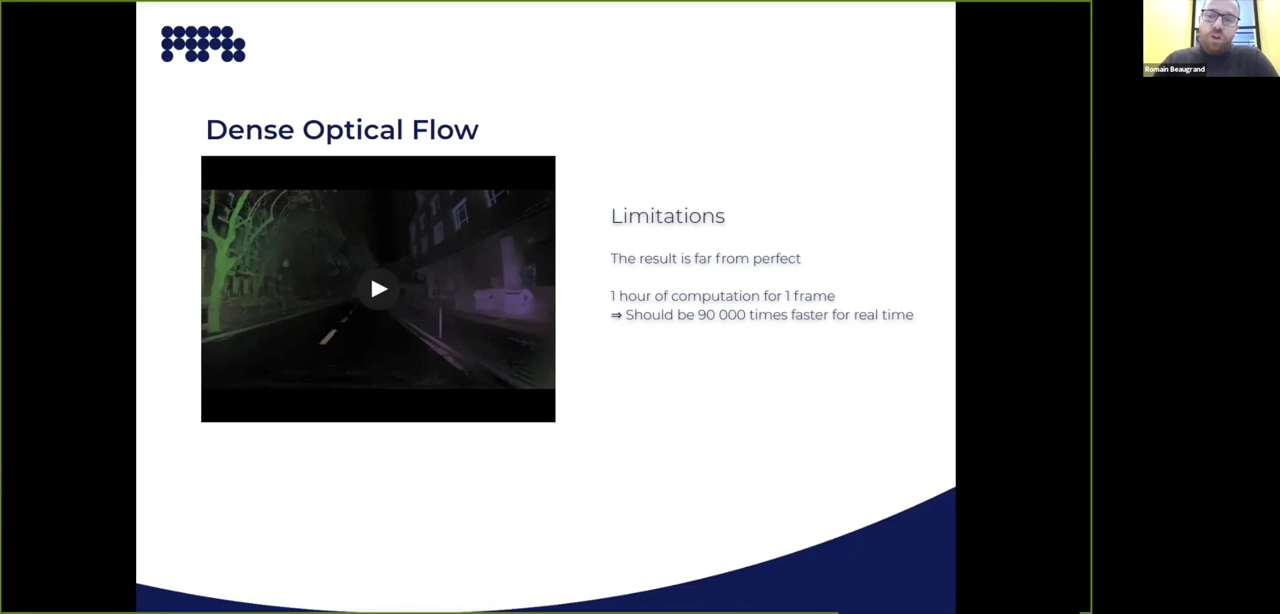 Dense Optical Flow
Limitations
The result is far from perfect
1 hour of computation for 1 frame
⇒ Should be 90 000 times faster for real time
Romain Beaugrand